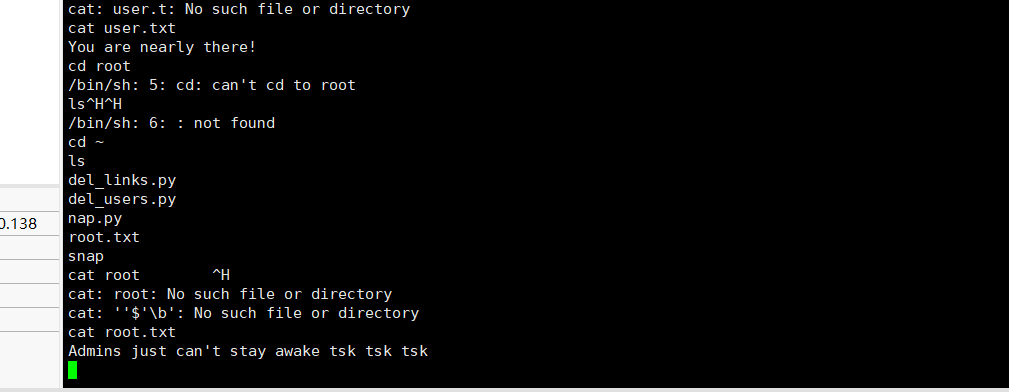 cat: user.t: No such file or directory
cat user.txt
You are nearly there!
cd root
/bin/sh: 5: cd: can't cd to root
ls^H^H
/bin/sh: 6: : not found
cd ~
ls
del_links.py
del_users.py
nap.py
0.138
root.txt
snap
cat root        ^H
cat: root: No such file or directory
cat: ''$'\b': No such file or directory
cat root.txt
Admins just can't stay awake tsk tsk tsk